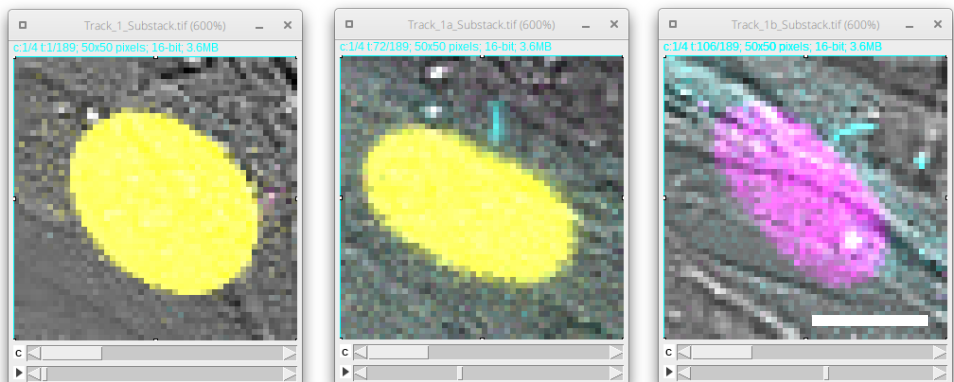 Track_1_Substack.tif (600%)
c:1/4 t:1/189; 50x50 pixels; 16-bit; 3.6MB
C
Track_1a_Substack.tif (600%)
c:1/4 t:72/189; 50x50 pixels; 16-bit; 3.6MB
C
Track_1b_Substack.tif (600%)
c:1/4 t:106/189; 50x50 pixels; 16-bit; 3.6MB
C